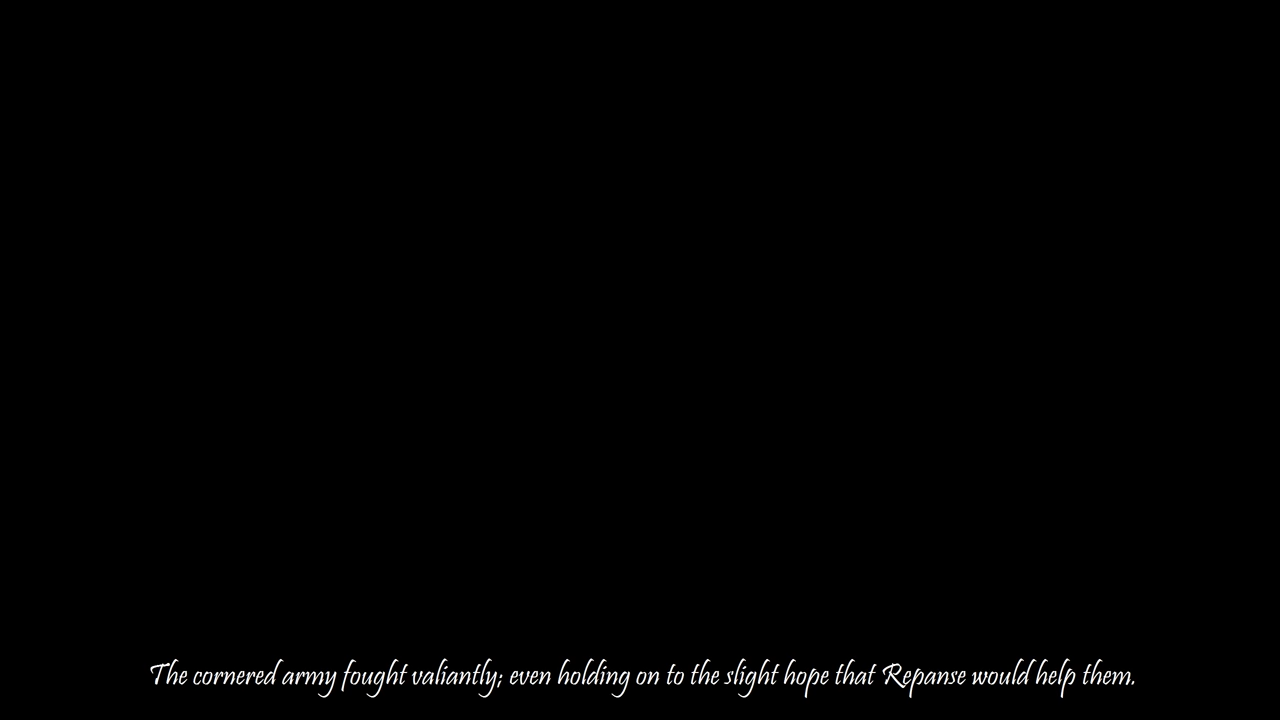 The cornered army fought valiantly; even holding on to the slight hope that Repanse would help them.